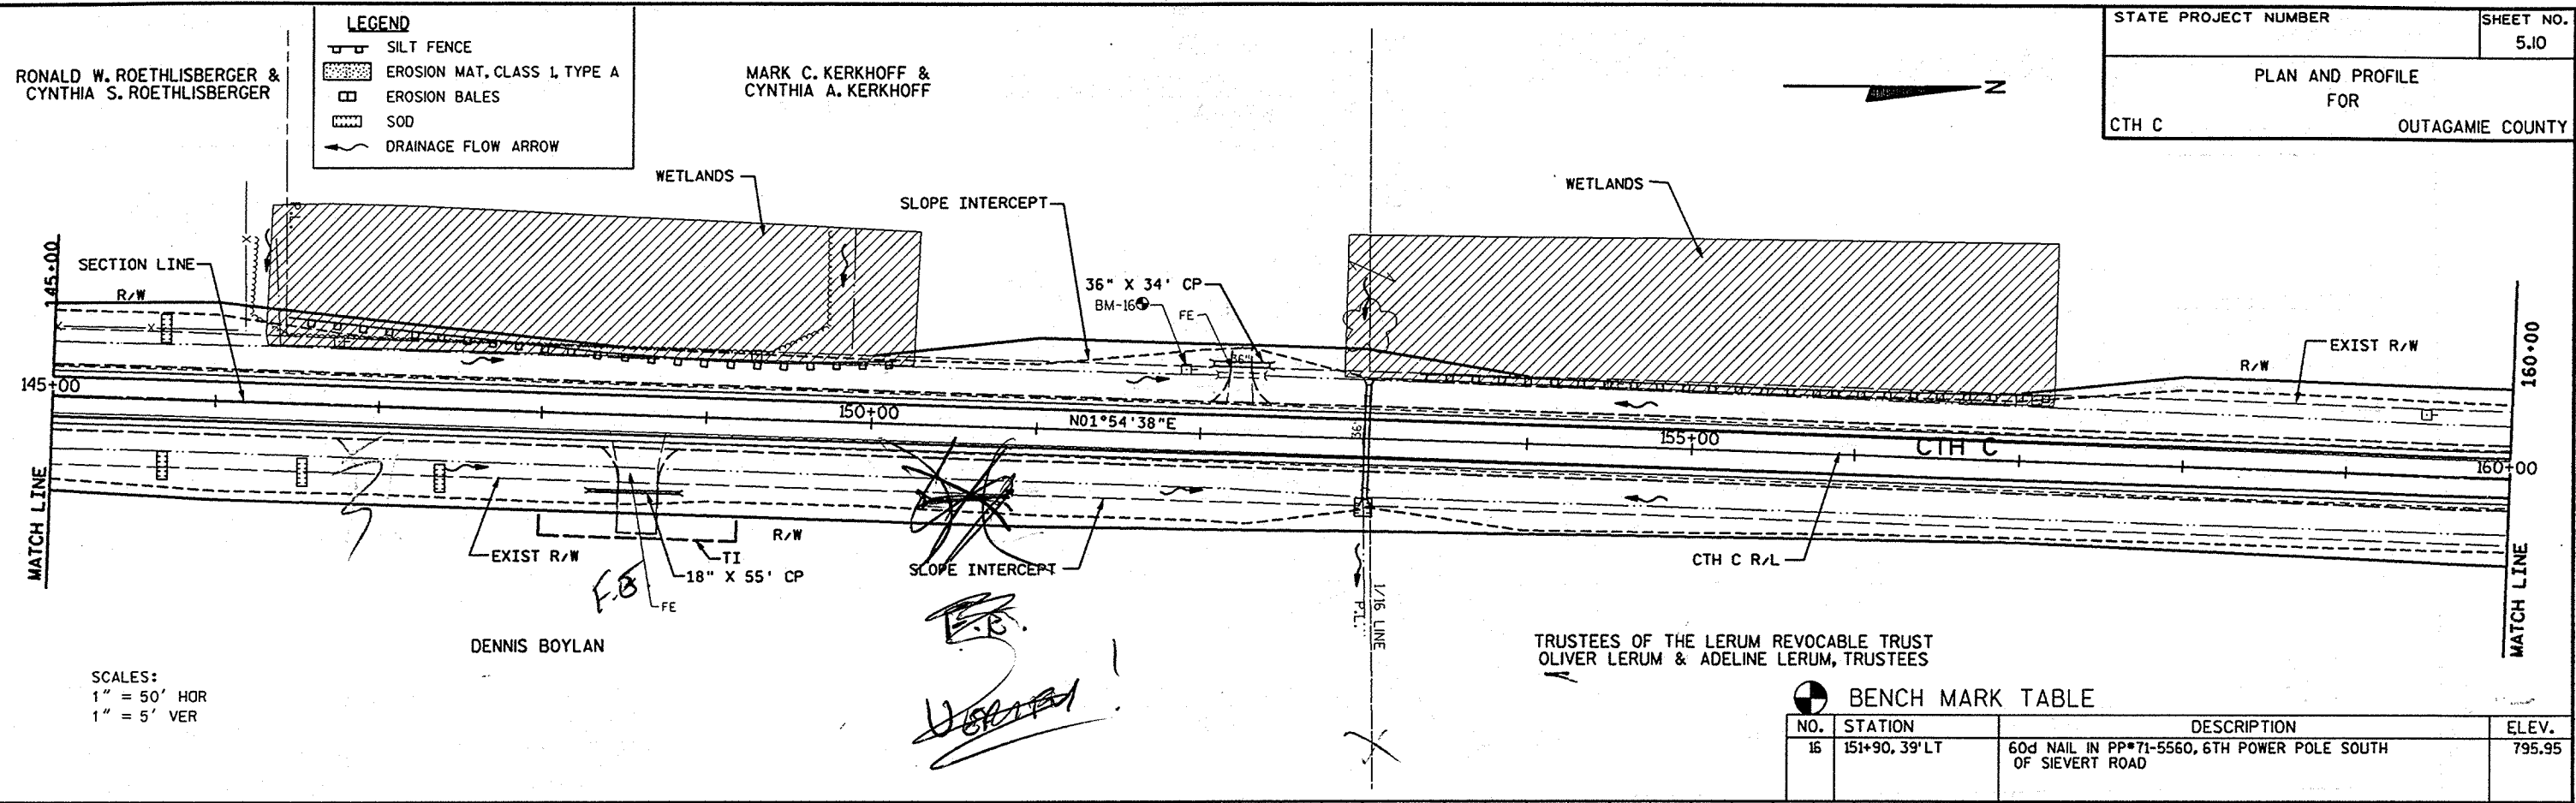 LEGEND
SILT FENCE
EROSION MAT, CLASS 1, TYPE A
EROSION BALES
SOD
DRAINAGE FLOW ARROW
RONALD W. ROETHLISBERGER &
CYNTHIA S. ROETHLISBERGER
MARK C. KERKHOFF &
CYNTHIA A. KERKHOFF
N
STATE PROJECT NUMBER
SHEET NO.
5.10
PLAN AND PROFILE
FOR
CTH C
OUTAGAMIE COUNTY
WETLANDS
SLOPE INTERCEPT
WETLANDS
P.L.
145+00
SECTION LINE
R/W
36" X 34' CP
BM-16
FE
36"
EXIST R/W
R/W
160+00
145+00
150+00
N01°54'38"E
36"
155+00
CTH C
160+00
MATCH LINE
EXIST R/W
TI
R/W
18" X 55' CP
F.E
FE
SLOPE INTERCEPT
CTH C R/L
1/16 LINE
P.L.
MATCH LINE
DENNIS BOYLAN
TRUSTEES OF THE LERUM REVOCABLE TRUST
OLIVER LERUM & ADELINE LERUM, TRUSTEES
SCALES:
1" = 50' HOR
1" = 5' VER
BENCH MARK TABLE
NO. STATION DESCRIPTION ELEV.
16 151+90, 39' LT 60d NAIL IN PP#71-5560, 6TH POWER POLE SOUTH 795.95
OF SIEVERT ROAD